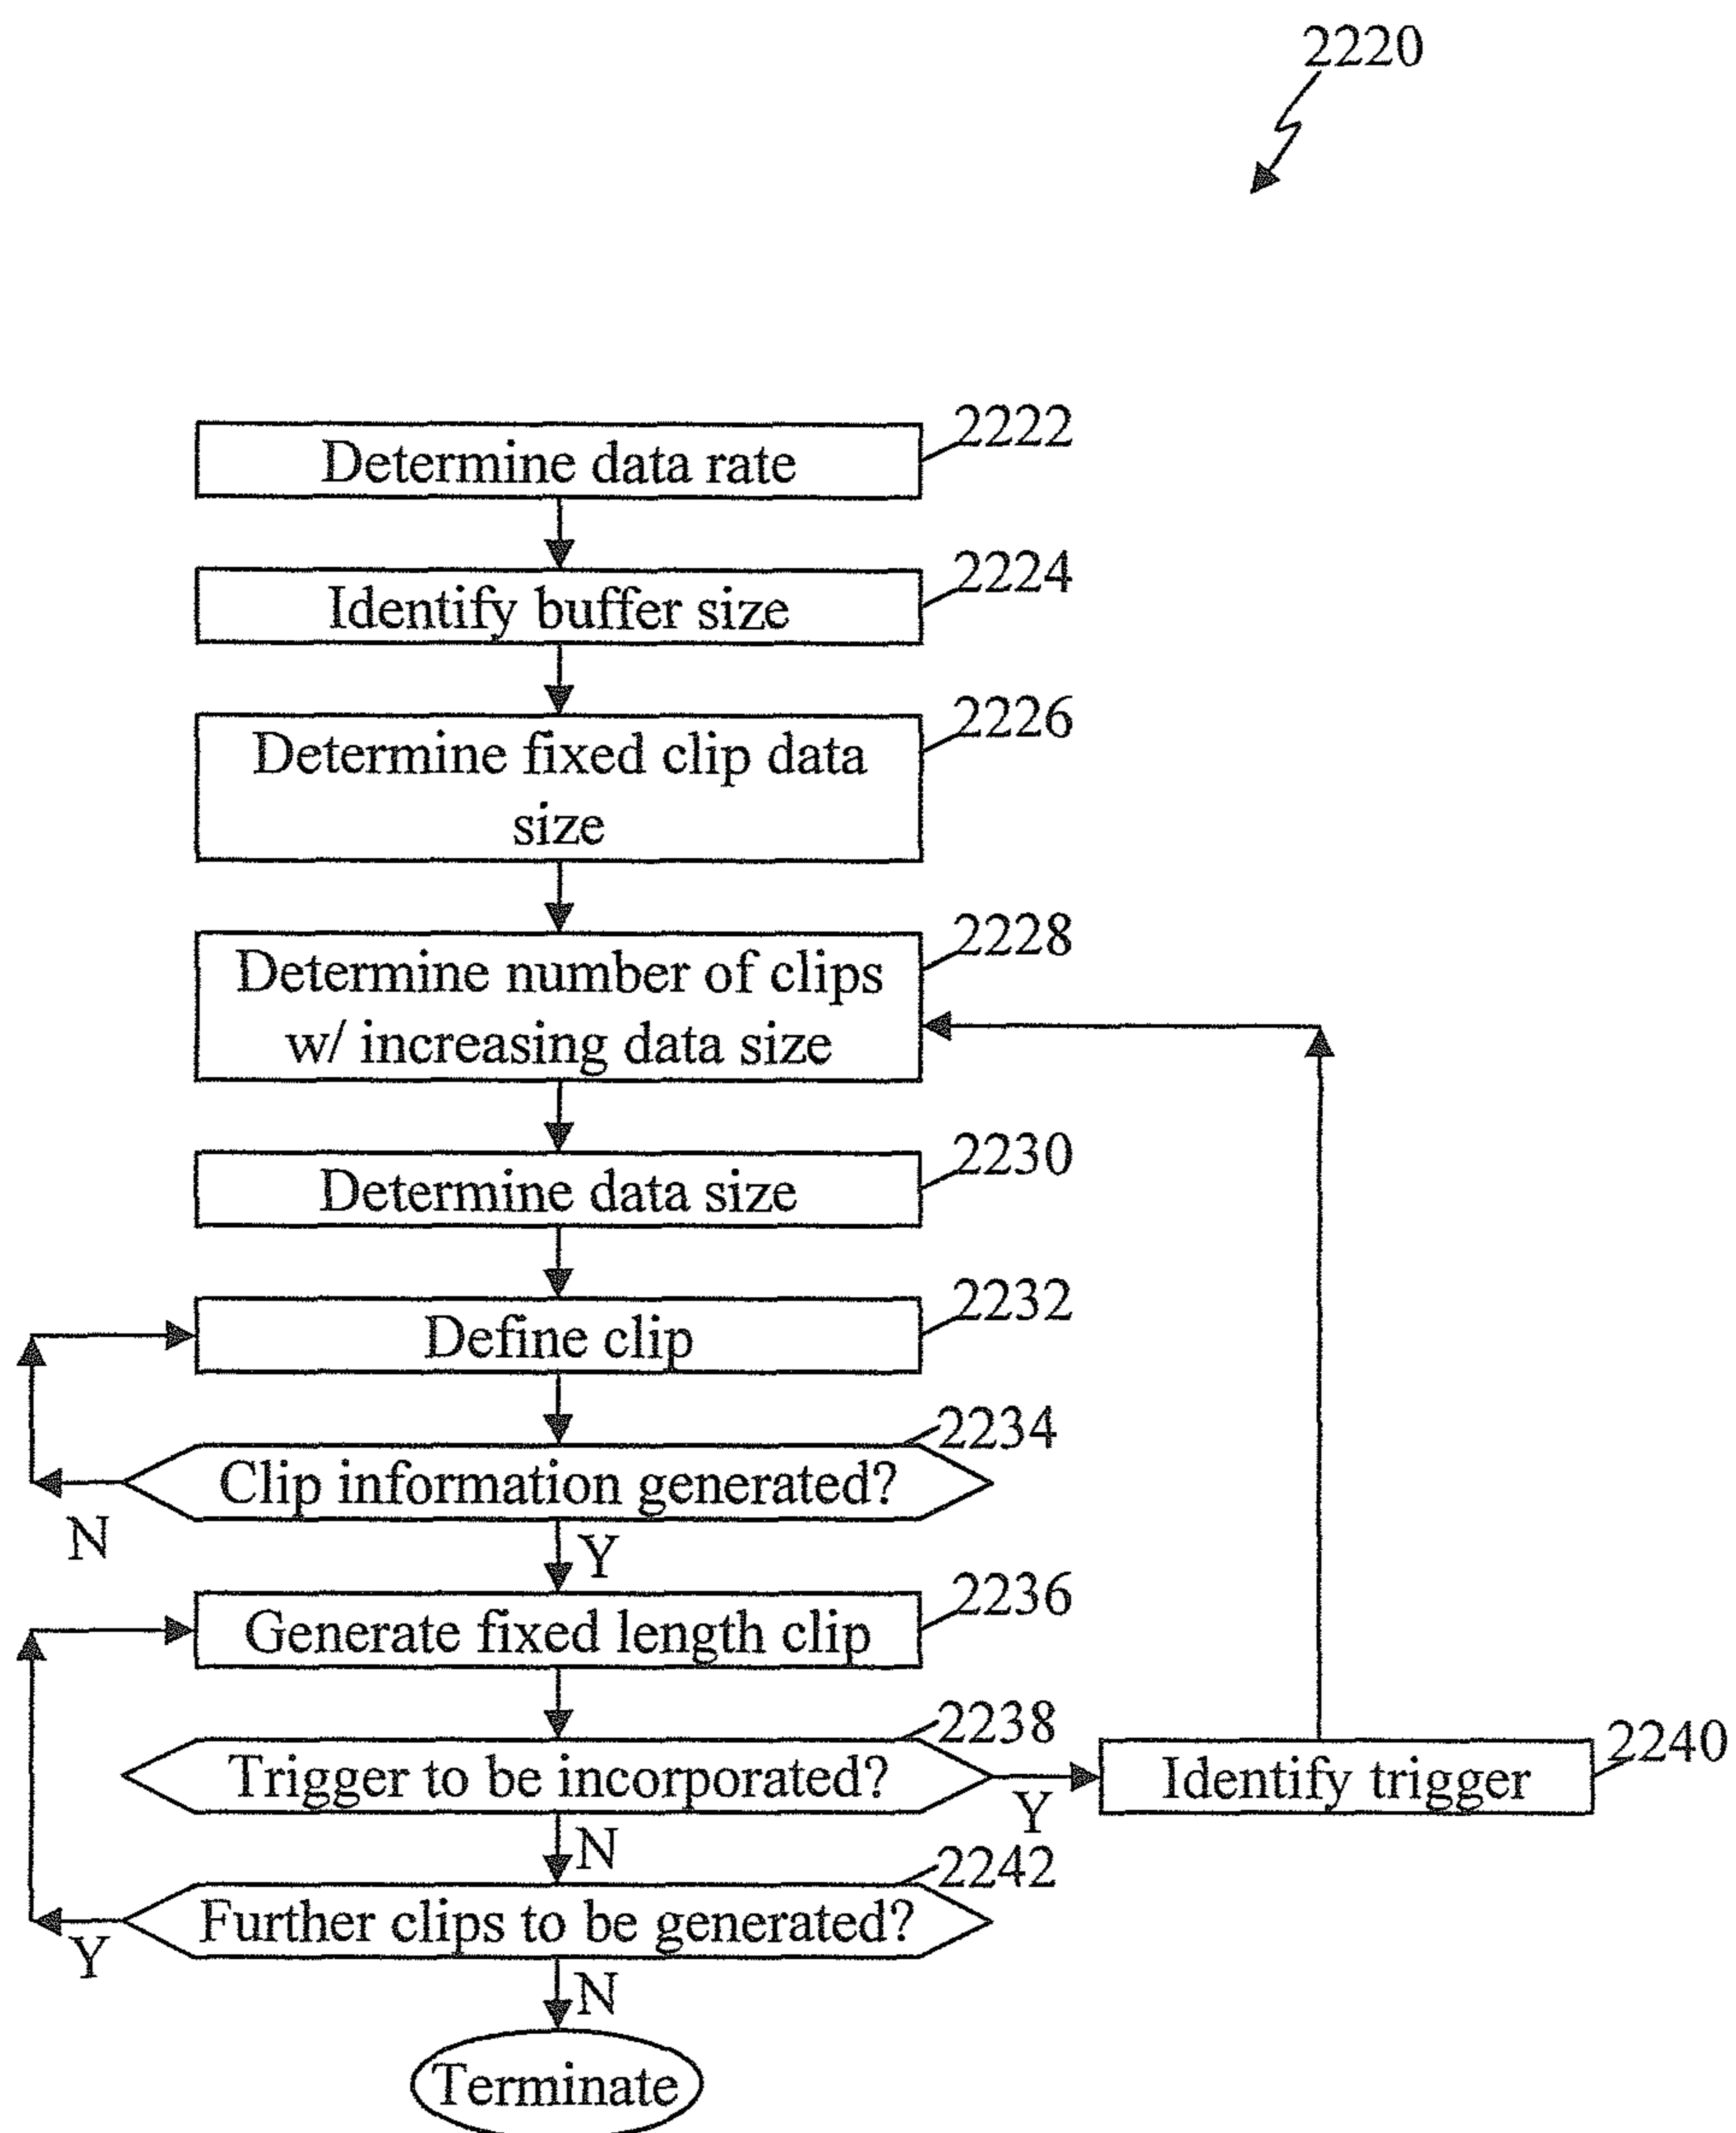 2220
Determine data rate
2222
Identify buffer size
2224
Determine fixed clip data
size
2226
Determine number of clips
w/ increasing data size
2228
Determine data size
2230
Define clip
2232
Clip information generated?
2234
N
Y
Generate fixed length clip
2236
Trigger to be incorporated?
2238
Y
Identify trigger
2240
N
Further clips to be generated?
2242
Y
N
Terminate